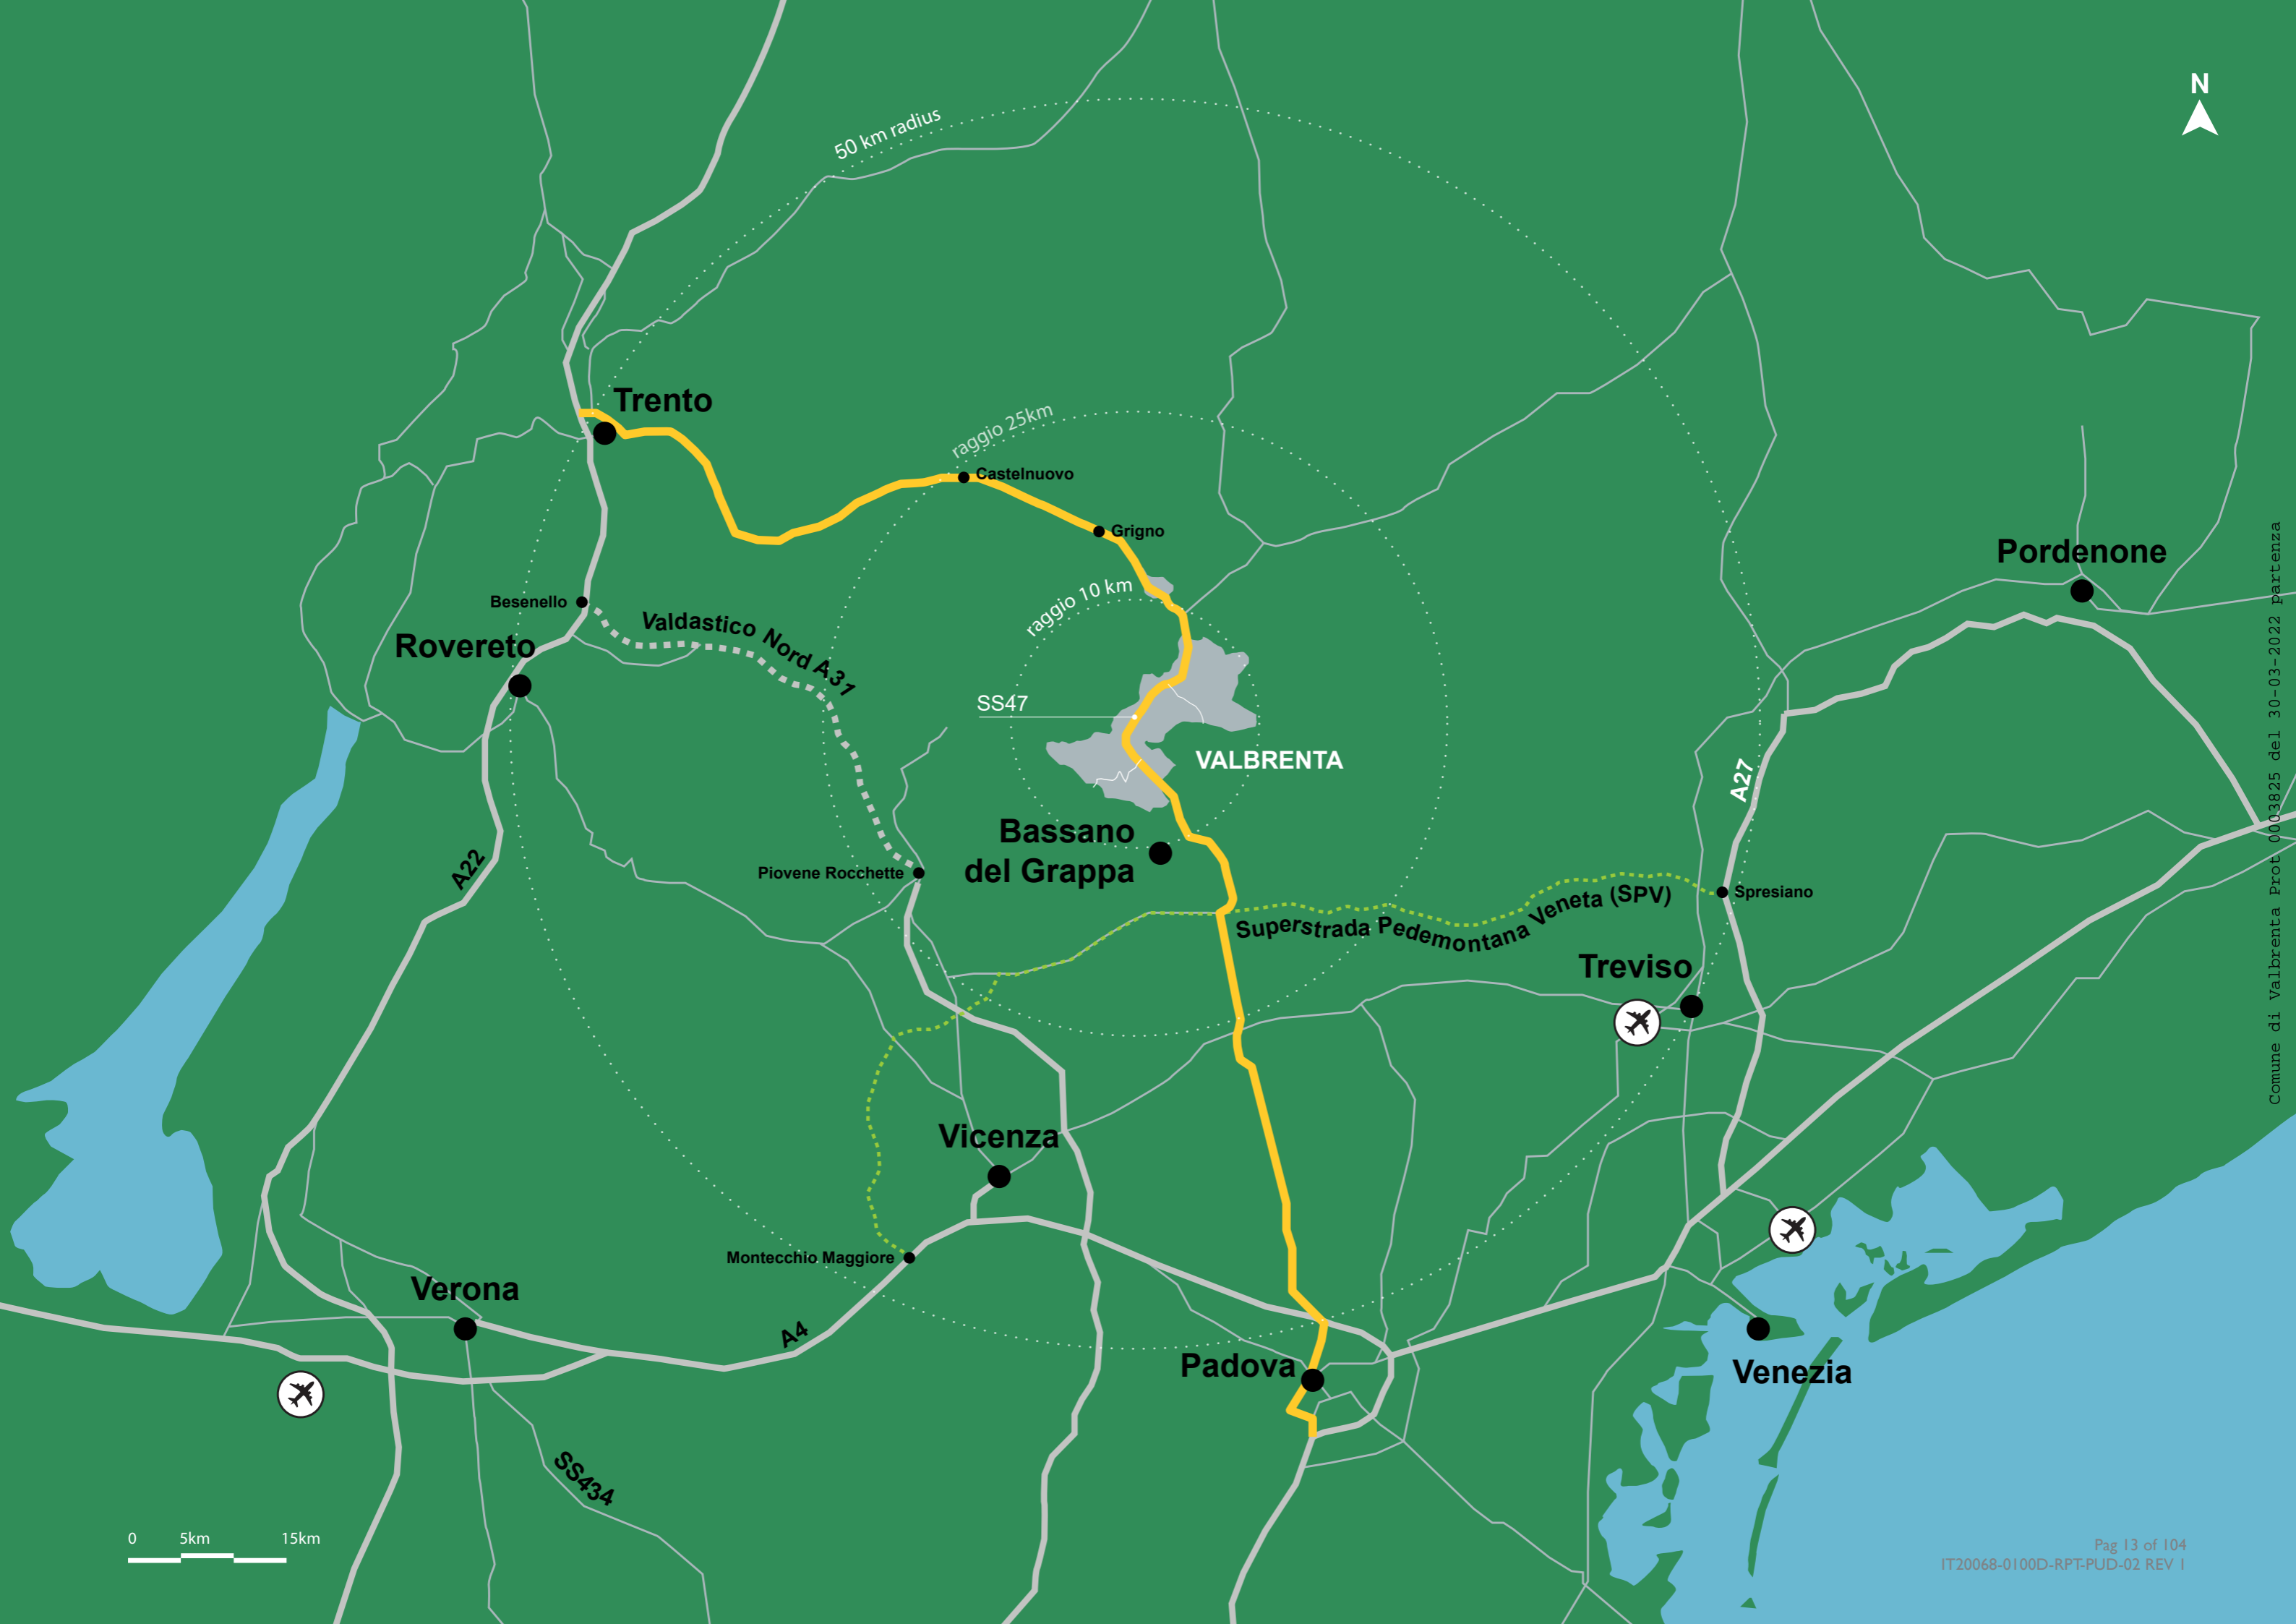 N
50 km radius
raggio 25km
Trento
Castelnuovo
Grigno
Pordenone
raggio 10 km
Besenello
Valdastico Nord A31
Rovereto
SS47
VALBRENTA
A27
Bassano
del Grappa
A22
Piovene Rocchette
Spresiano
Superstrada Pedemontana Veneta (SPV)
Treviso
Vicenza
Montecchio Maggiore
Verona
A4
Padova
Venezia
SS434
0 5km 15km
Pag 13 of 104
IT20068-0100D-RPT-PUD-02 REV 1
Comune di Valbrenta Prot 0003825 del 30-03-2022 partenza